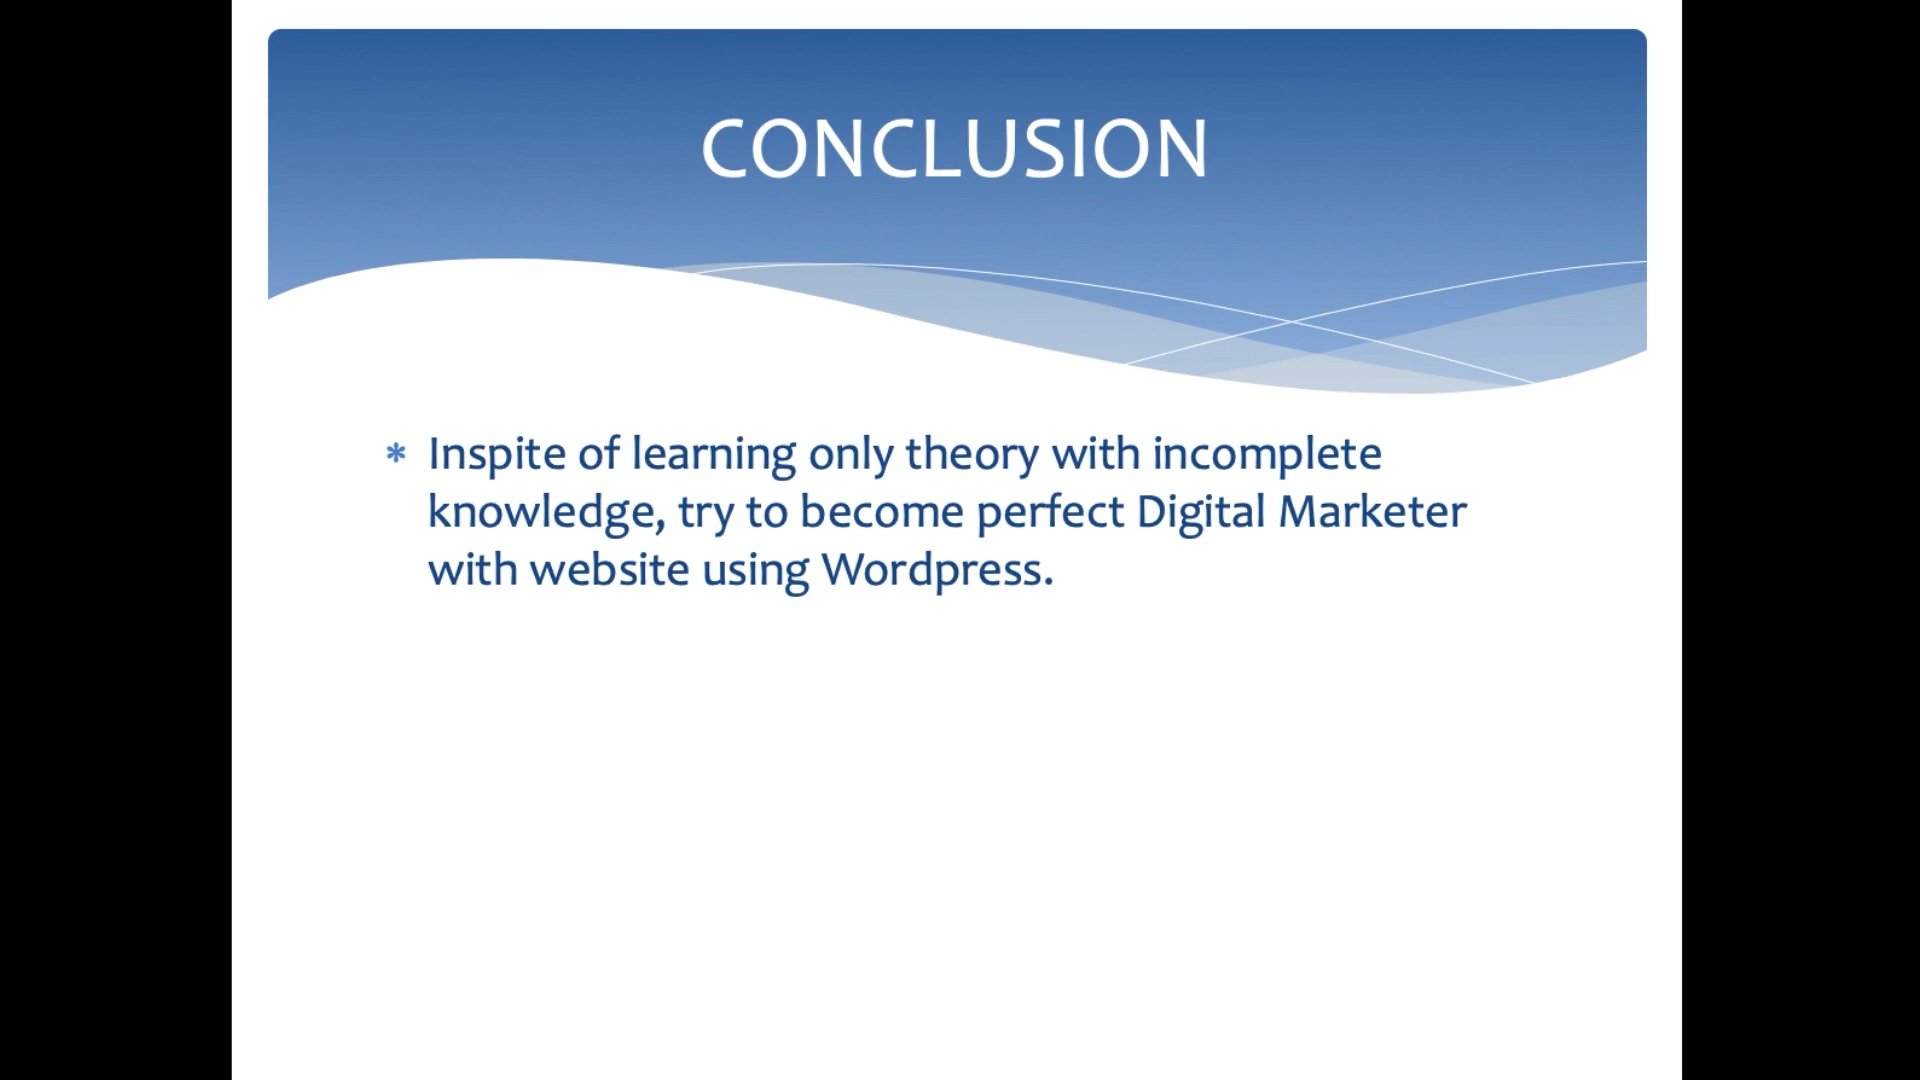 CONCLUSION
* Inspite of learning only theory with incomplete
knowledge, try to become perfect Digital Marketer
with website using Wordpress.